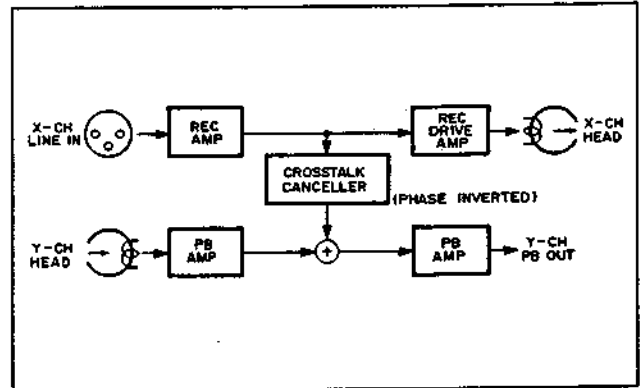 X-CH
LINE IN
REC
AMP
REC
DRIVE
AMP
X-CH
HEAD
CROSSTALK
CANCELLER
(PHASE INVERTED)
Y-CH
HEAD
PB
AMP
+
PB
AMP
Y-CH
PB OUT